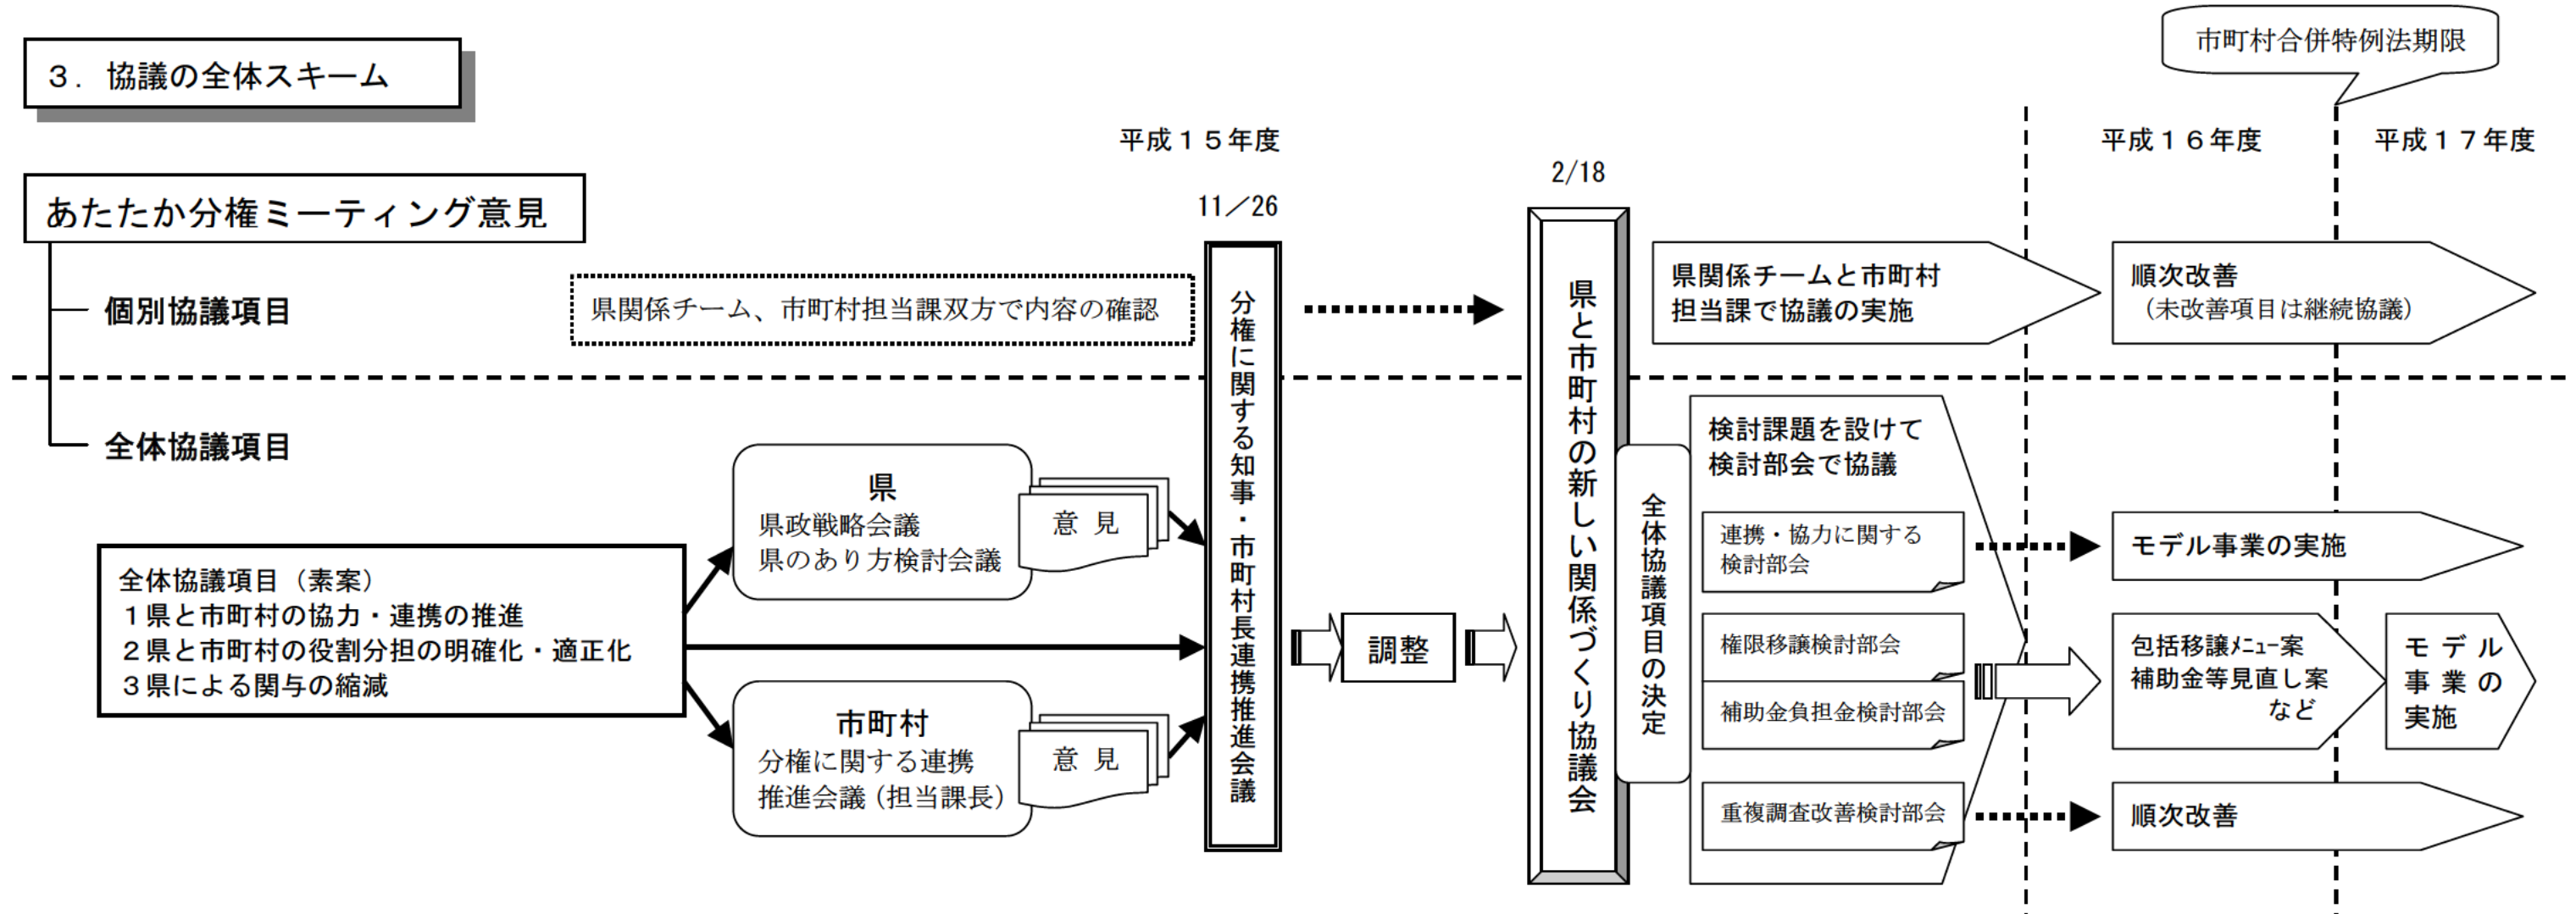 市町村合併特例法期限
３．協議の全体スキーム
平成１５年度
平成１６年度
平成１７年度
2/18
11／26
あたたか分権ミーティング意見
個別協議項目
県関係チーム、市町村担当課双方で内容の確認
分権に関する知事・市町村長連携推進会議
県と市町村の新しい関係づくり協議会
県関係チームと市町村
担当課で協議の実施
順次改善
（未改善項目は継続協議）
全体協議項目
全体協議項目（素案）
１県と市町村の協力・連携の推進
２県と市町村の役割分担の明確化・適正化
３県による関与の縮減
県
県政戦略会議
県のあり方検討会議
意 見
市町村
分権に関する連携
推進会議（担当課長）
意 見
調整
全体協議項目の決定
検討課題を設けて
検討部会で協議
連携・協力に関する
検討部会
モデル事業の実施
権限移譲検討部会
補助金負担金検討部会
包括移譲ﾒﾆｭｰ案
補助金等見直し案
など
モ デ ル
事 業 の
実施
重複調査改善検討部会
順次改善